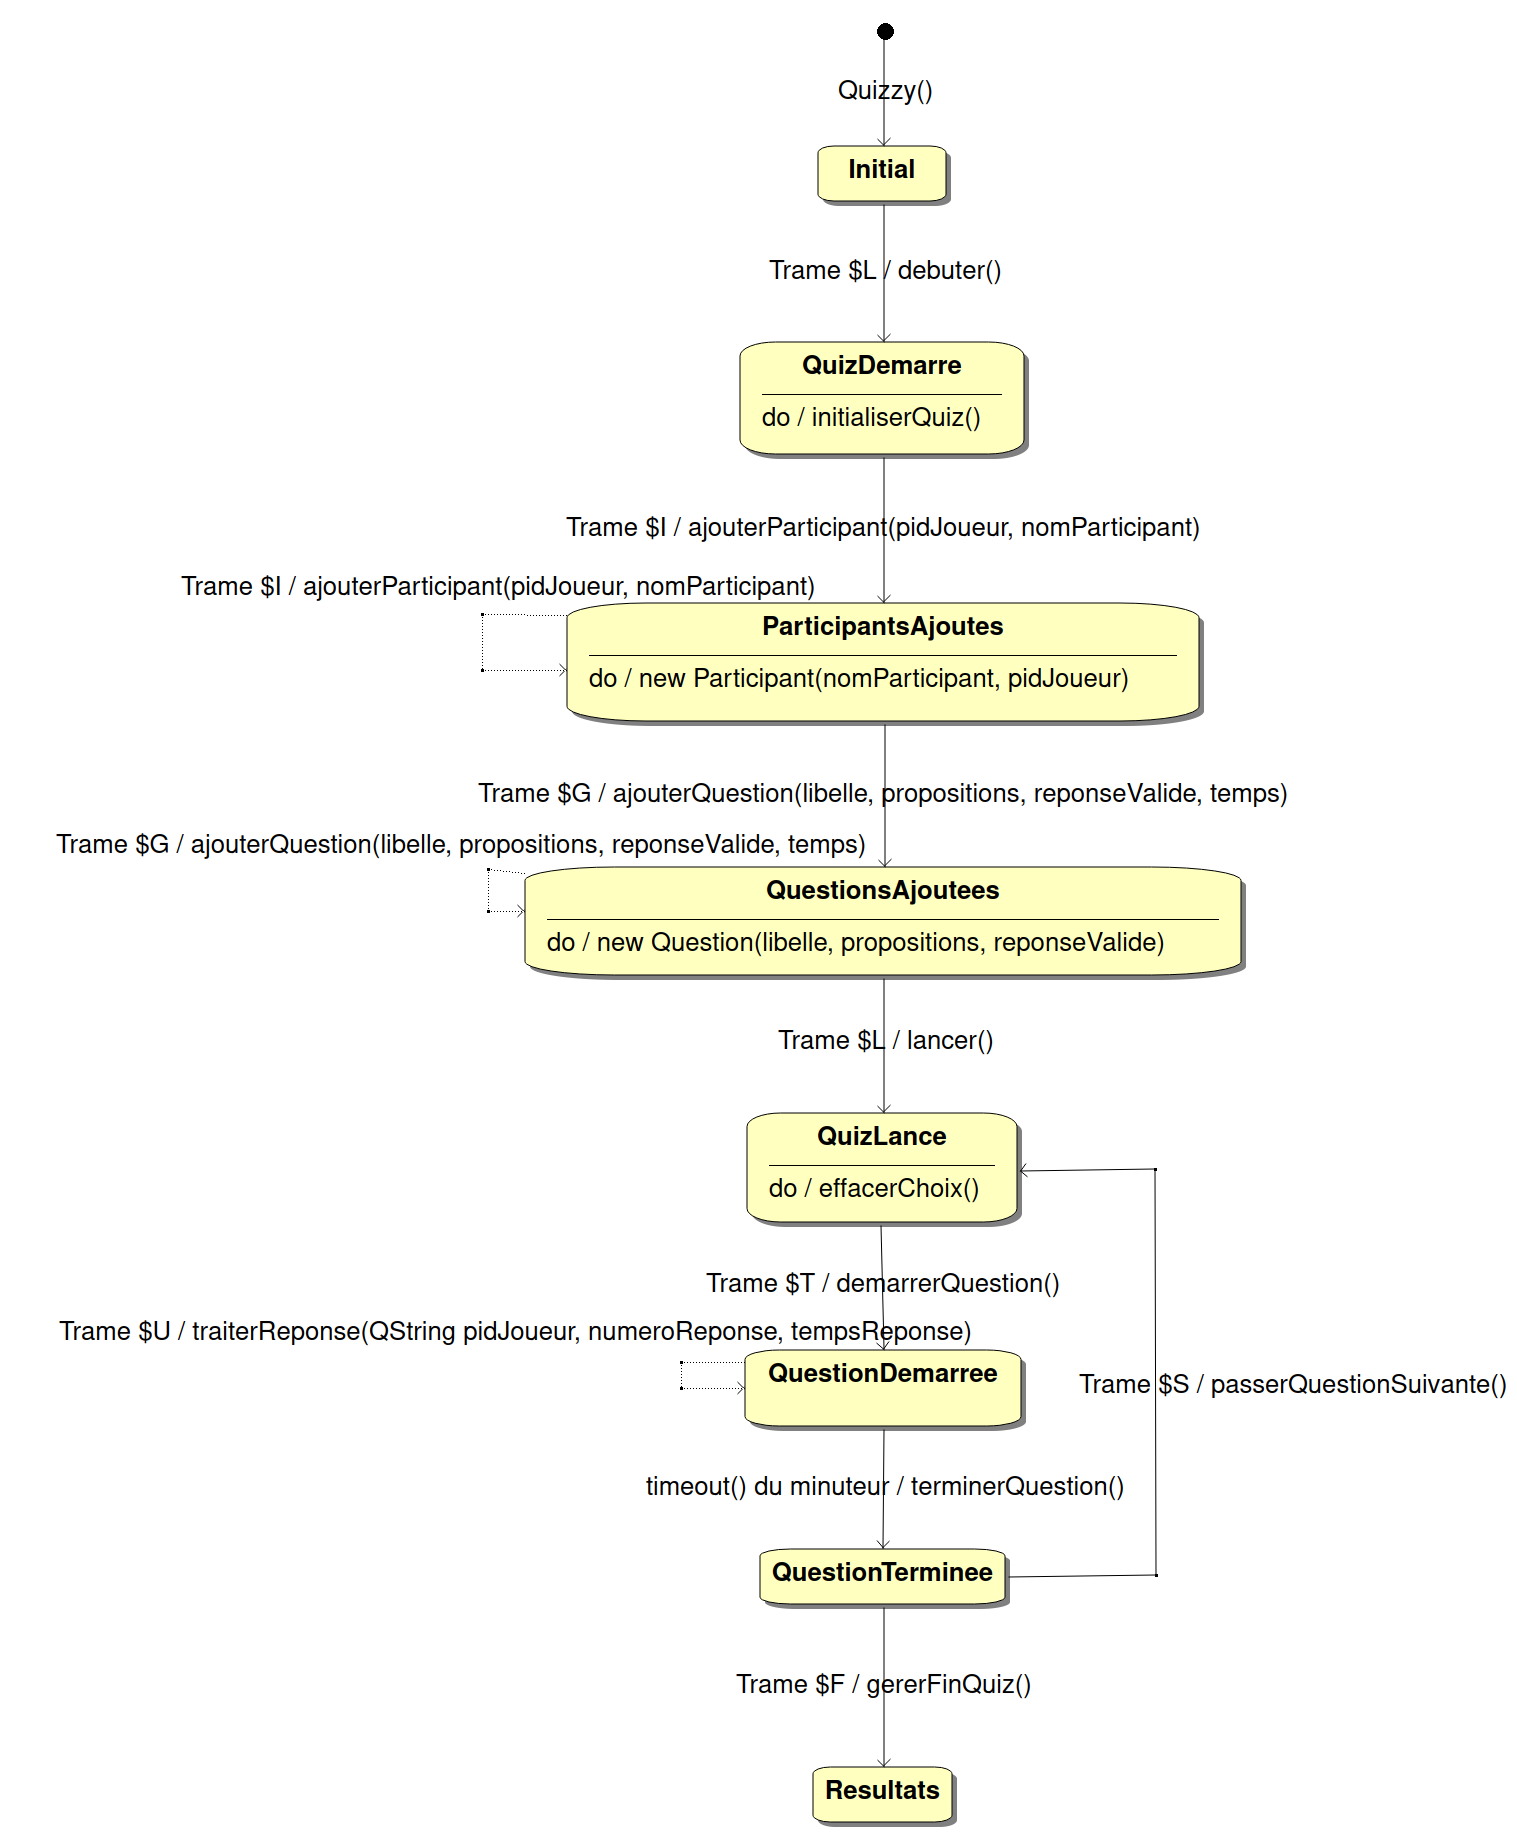 Quizzy()
Initial
Trame $L / debuter()
QuizDemarre
do / initialiserQuiz()
Trame $I / ajouterParticipant(pidJoueur, nomParticipant)
Trame $I / ajouterParticipant(pidJoueur, nomParticipant)
ParticipantsAjoutes
do / new Participant(nomParticipant, pidJoueur)
Trame $G / ajouterQuestion(libelle, propositions, reponseValide, temps)
Trame $G / ajouterQuestion(libelle, propositions, reponseValide, temps)
QuestionsAjoutees
do / new Question(libelle, propositions, reponseValide)
Trame $L / lancer()
QuizLance
do / effacerChoix()
Trame $T / demarrerQuestion()
Trame $U / traiterReponse(QString pidJoueur, numeroReponse, tempsReponse)
QuestionDemarree
Trame $S / passerQuestionSuivante()
timeout() du minuteur / terminerQuestion()
QuestionTerminee
Trame $F / gererFinQuiz()
Resultats